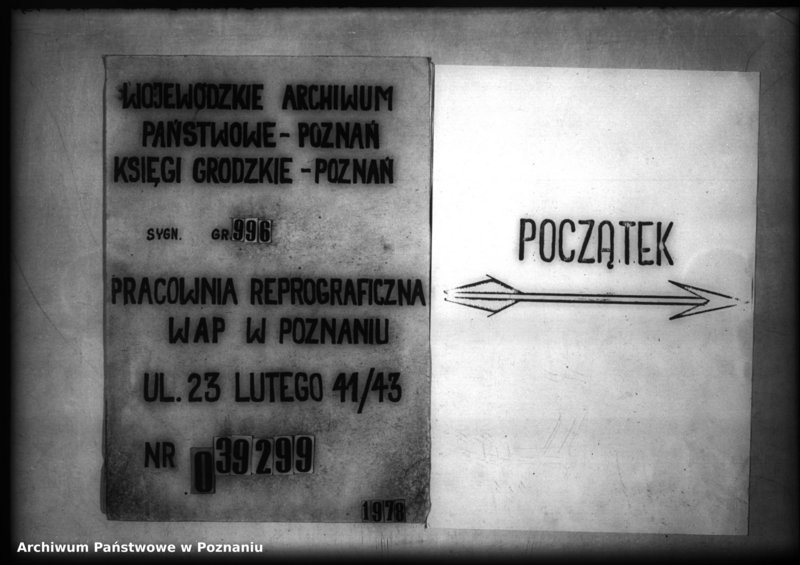 WOJEWÓDZKIE ARCHIWUM
PAŃSTWOWE - POZNAŃ
KSIĘGI GRODZKIE - POZNAŃ
SYGN. GR. 996
PRACOWNIA REPROGRAFICZNA
WAP W POZNANIU
UL. 23 LUTEGO 41/43
NR 039299
1978
POCZĄTEK
Archiwum Państwowe w Poznaniu